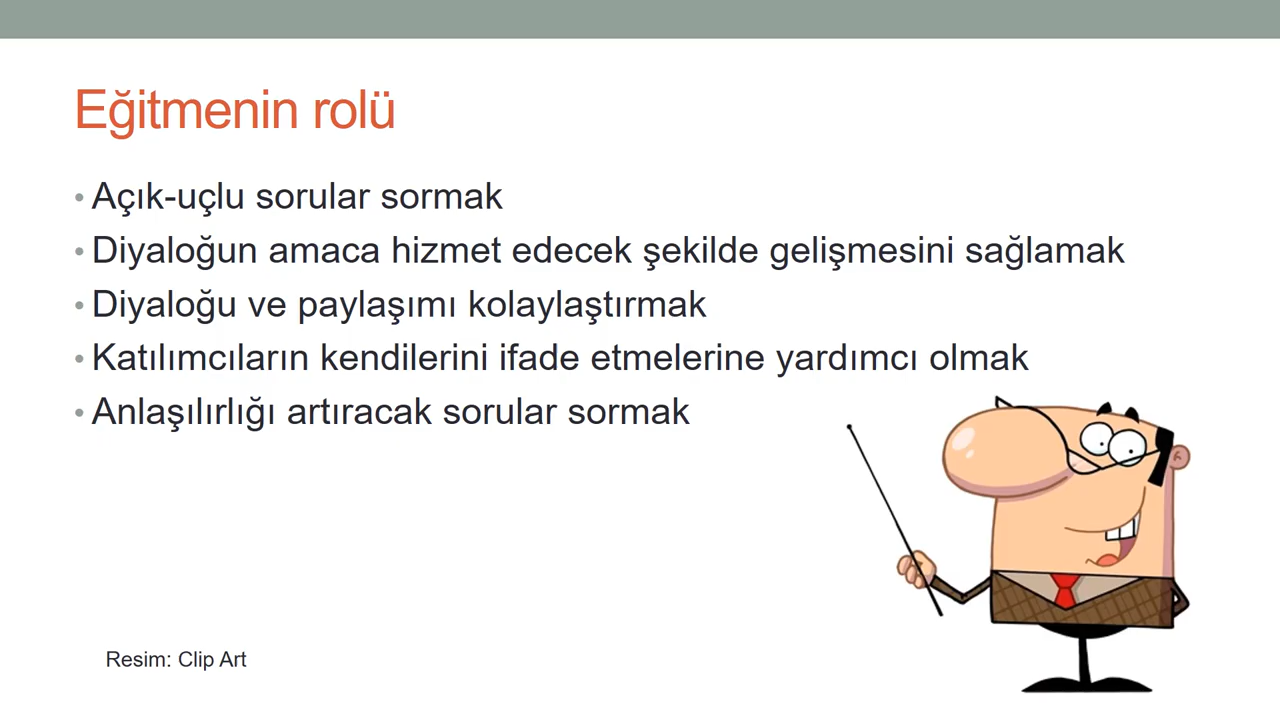 Eğitmenin rolü
• Açık-uçlu sorular sormak
• Diyaloğun amaca hizmet edecek şekilde gelişmesini sağlamak
• Diyaloğu ve paylaşımı kolaylaştırmak
• Katılımcıların kendilerini ifade etmelerine yardımcı olmak
• Anlaşılırlığı artıracak sorular sormak
Resim: Clip Art